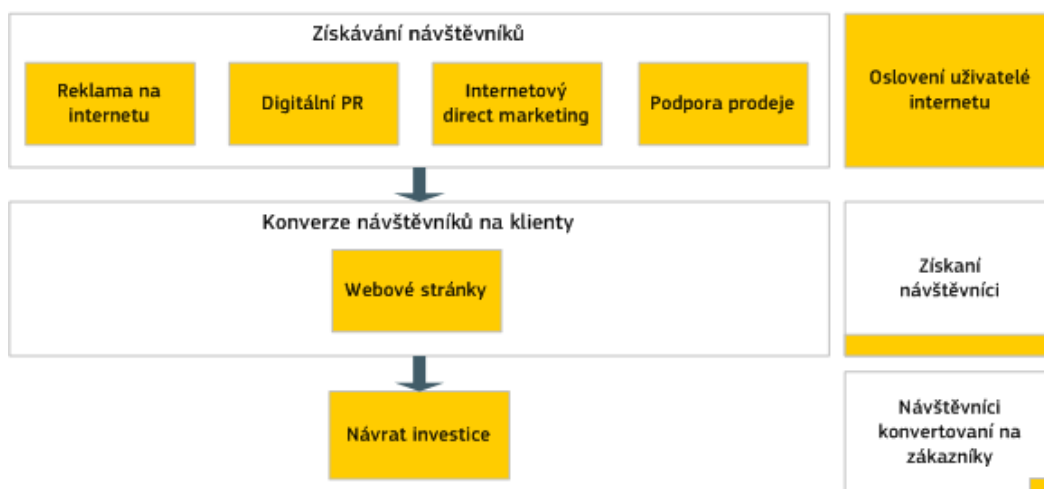 Získávání návštěvníků
Reklama na
internetu
Digitální PR
Internetový
direct marketing
Podpora prodeje
Oslovení uživatelé
internetu
Konverze návštěvníků na klienty
Webové stránky
Získaní
návštěvníci
Návrat investice
Návštěvníci
konvertovaní na
zákazníky